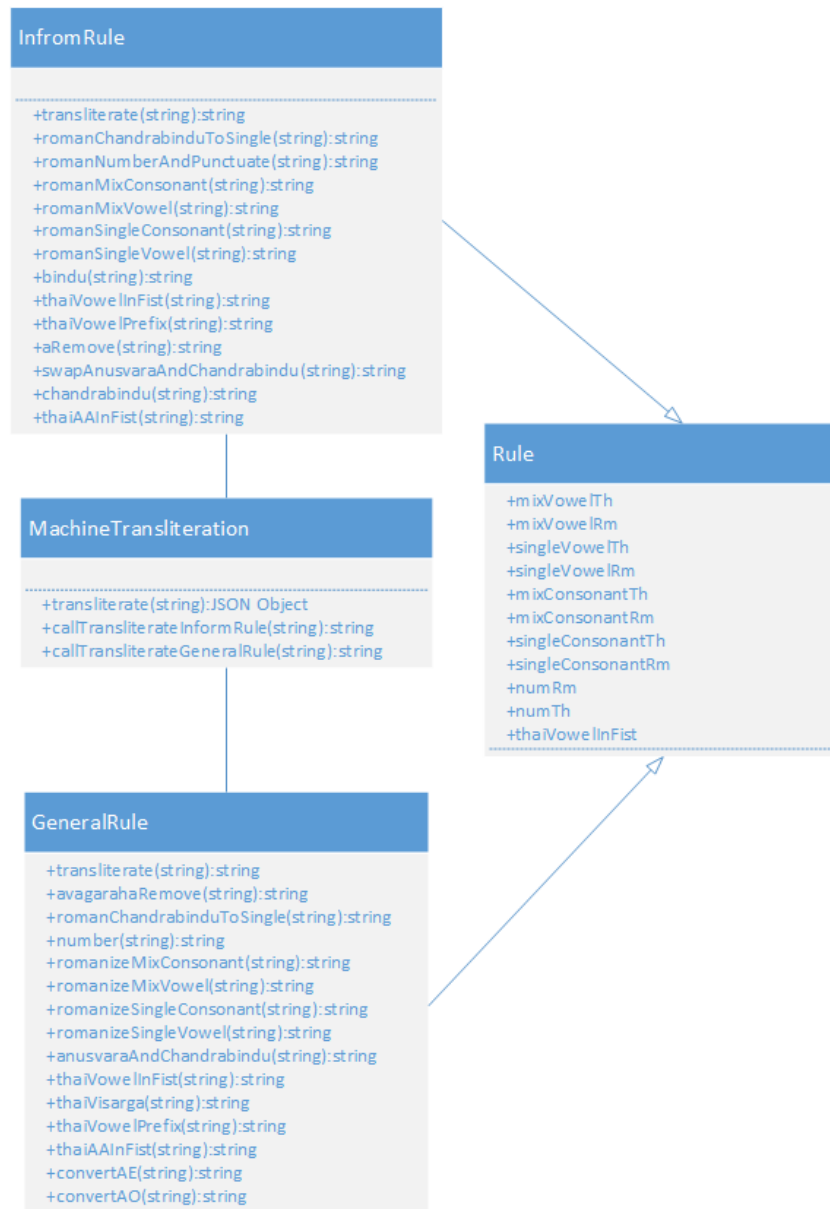 InfromRule
+transliterate(string):string
+romanChandrabinduToSingle(string):string
+romanNumberAndPunctuate(string):string
+romanMixConsonant(string):string
+romanMixVowel(string):string
+romanSingleConsonant(string):string
+romanSingleVowel(string):string
+bindu(string):string
+thaiVowelInFist(string):string
+thaiVowelPrefix(string):string
+aRemove(string):string
+swapAnusvaraAndChandrabindu(string):string
+chandrabindu(string):string
+thaiAAInFist(string):string
Rule
+mixVowelTh
+mixVowelRm
+singleVowelTh
+singleVowelRm
+mixConsonantTh
+mixConsonantRm
+singleConsonantTh
+singleConsonantRm
+numRm
+numTh
+thaiVowelInFist
MachineTransliteration
+transliterate(string):JSON Object
+callTransliterateInformRule(string):string
+callTransliterateGeneralRule(string):string
GeneralRule
+transliterate(string):string
+avagarahaRemove(string):string
+romanChandrabinduToSingle(string):string
+number(string):string
+romanizeMixConsonant(string):string
+romanizeMixVowel(string):string
+romanizeSingleConsonant(string):string
+romanizeSingleVowel(string):string
+anusvaraAndChandrabindu(string):string
+thaiVowelInFist(string):string
+thaiVisarga(string):string
+thaiVowelPrefix(string):string
+thaiAAInFist(string):string
+convertAE(string):string
+convertAO(string):string